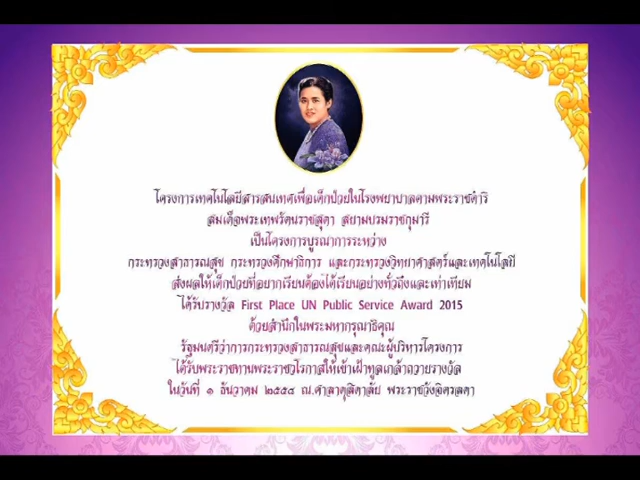 โครงการเทคโนโลยีสารสนเทศเพื่อเด็กป่วยในโรงพยาบาลตามพระราชดำริ
สมเด็จพระเทพรัตนราชสุดา สยามบรมราชกุมารี
เป็นโครงการบูรณาการระหว่าง
กระทรวงสาธารณสุข กระทรวงศึกษาธิการ และกระทรวงวิทยาศาสตร์และเทคโนโลยี
ส่งผลให้เด็กป่วยที่อยากเรียนต้องได้เรียนอย่างทั่วถึงและเท่าเทียม
ได้รับรางวัล First Place UN Public Service Award 2015
ด้วยสำนึกในพระมหากรุณาธิคุณ
รัฐมนตรีว่าการกระทรวงสาธารณสุขและคณะผู้บริหารโครงการ
ได้รับพระราชทานพระราชวโรกาสให้เข้าเฝ้าทูลเกล้าถวายรางวัล
ในวันที่ ๑ ธันวาคม ๒๕๕๘ ณ.ศาลาดุสิดาลัย พระราชวังจิตรลดา